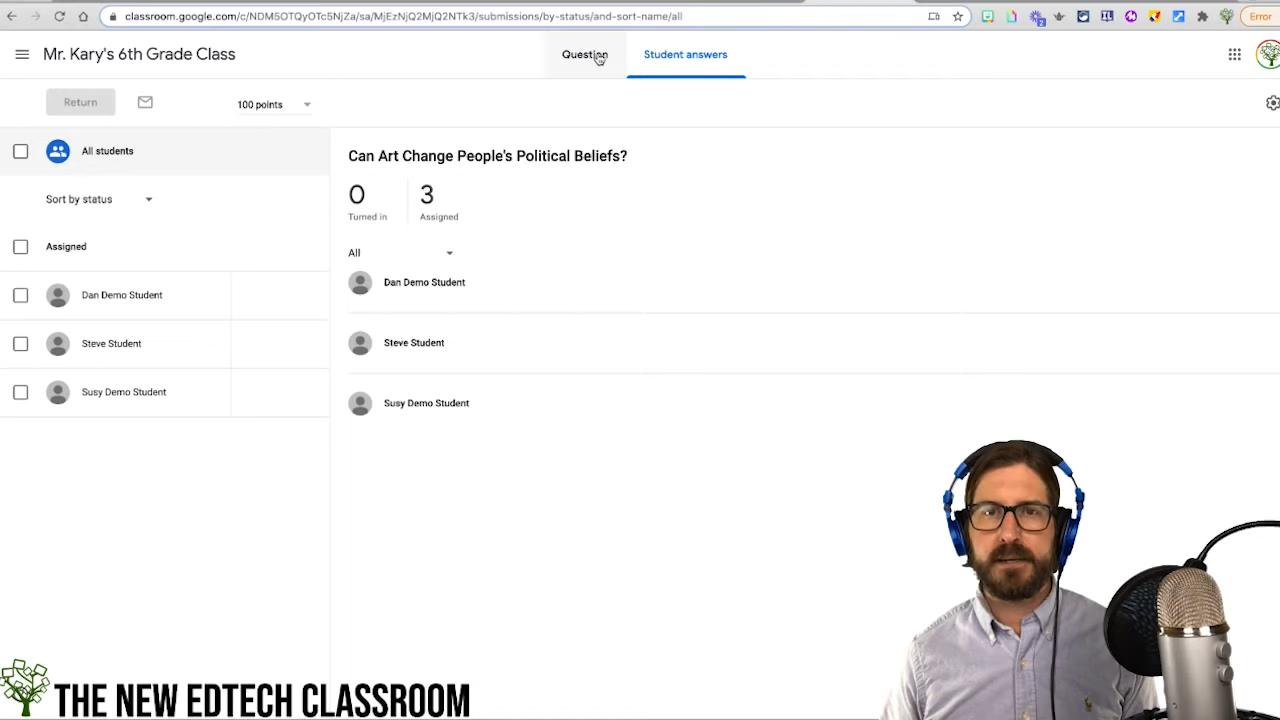 classroom.google.com/c/NDM5OTQyOTc5NjZa/sa/MjEzNjQ2MjQ2NTk3/submissions/by-status/and-sort-name/all
2
Error
Mr. Kary's 6th Grade Class
Question
Student answers
Return
100 points
All students
Sort by status
Assigned
Dan Demo Student
Steve Student
Susy Demo Student
Can Art Change People's Political Beliefs?
0
3
Turned in
Assigned
All
Dan Demo Student
Steve Student
Susy Demo Student
THE NEW EDTECH CLASSROOM